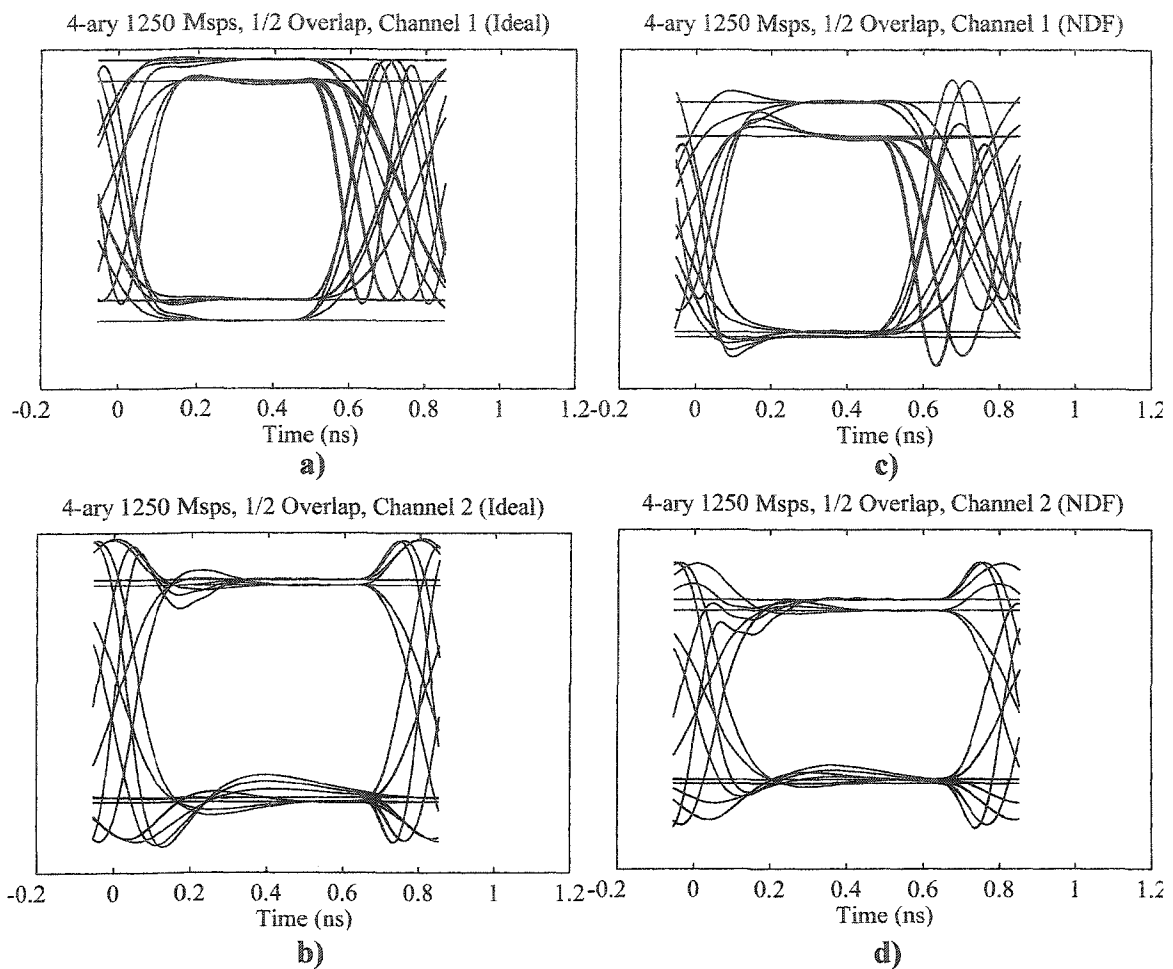 4-ary 1250 Msps, 1/2 Overlap, Channel 1 (Ideal)
-0.2 0 0.2 0.4 0.6 0.8 1 1.2
Time (ns)
a)
4-ary 1250 Msps, 1/2 Overlap, Channel 1 (NDF)
-0.2 0 0.2 0.4 0.6 0.8 1 1.2
Time (ns)
c)
4-ary 1250 Msps, 1/2 Overlap, Channel 2 (Ideal)
-0.2 0 0.2 0.4 0.6 0.8 1 1.2
Time (ns)
b)
4-ary 1250 Msps, 1/2 Overlap, Channel 2 (NDF)
-0.2 0 0.2 0.4 0.6 0.8 1 1.2
Time (ns)
d)